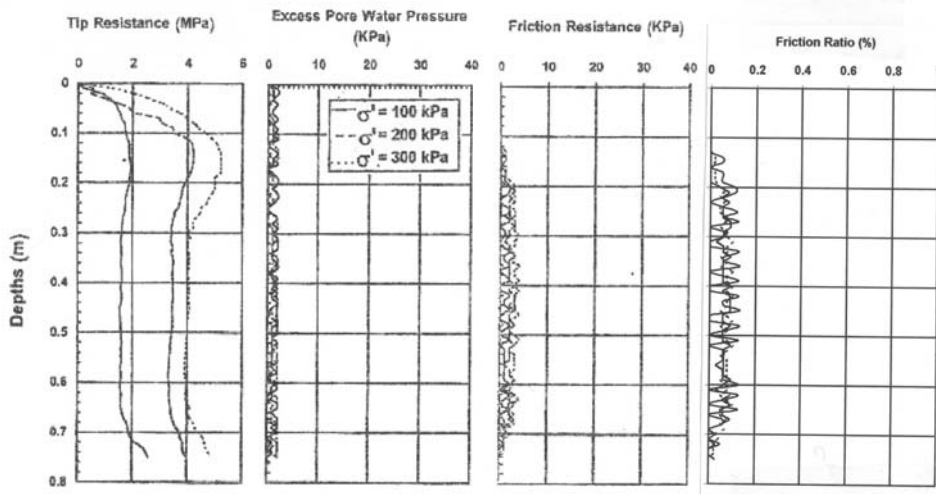 Tip Resistance (MPa)
0 2 4 6
Excess Pore Water Pressure
(KPa)
0 10 20 30 40
Friction Resistance (KPa)
0 10 20 30 40
Friction Ratio (%)
0 0.2 0.4 0.6 0.8
Depths (m)
0
0.1
0.2
0.3
0.4
0.5
0.6
0.7
0.8
σ' = 100 kPa
σ' = 200 kPa
σ' = 300 kPa